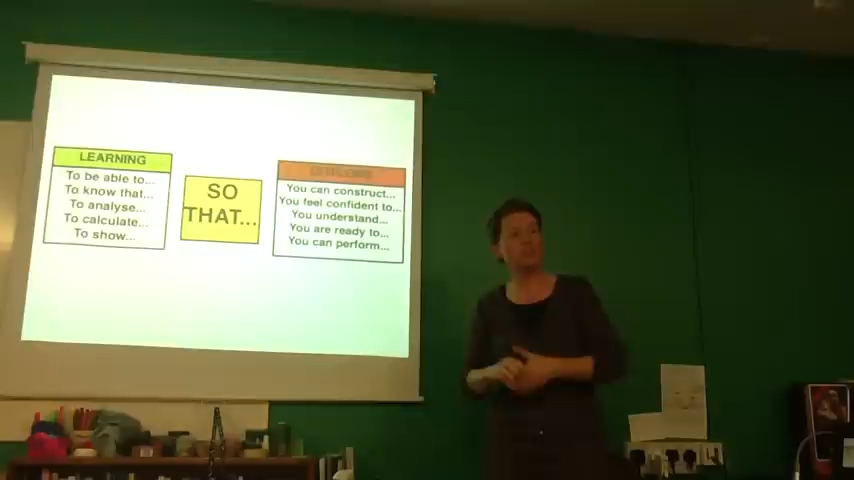 LEARNING
To be able to...
To know that...
To analyse...
To calculate...
To show...
SO
THAT...
OUTCOME
You can construct...
You feel confident to...
You understand...
You are ready to...
You can perform...